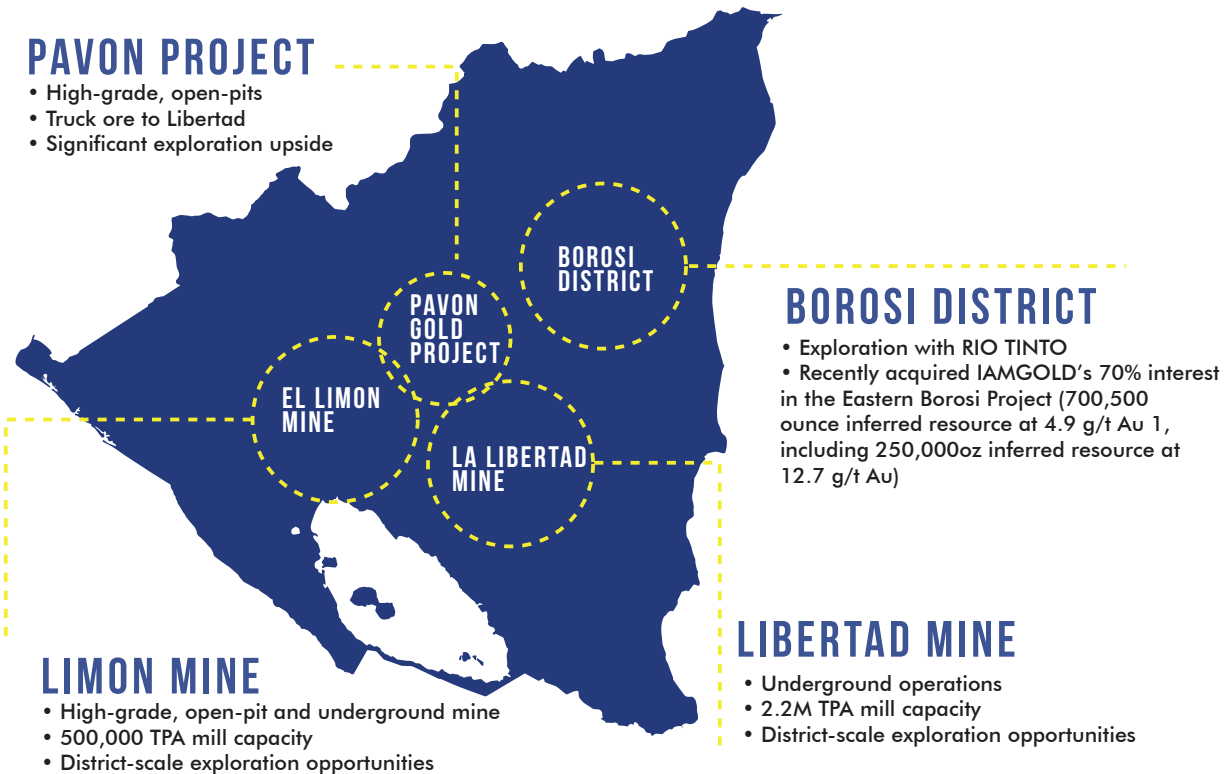 PAVON PROJECT
• High-grade, open-pits
• Truck ore to Libertad
• Significant exploration upside
BOROSI
DISTRICT
PAVON
GOLD
PROJECT
EL LIMON
MINE
LA LIBERTAD
MINE
BOROSI DISTRICT
• Exploration with RIO TINTO
• Recently acquired IAMGOLD's 70% interest
in the Eastern Borosi Project (700,500
ounce inferred resource at 4.9 g/t Au 1,
including 250,000oz inferred resource at
12.7 g/t Au)
LIMON MINE
• High-grade, open-pit and underground mine
• 500,000 TPA mill capacity
• District-scale exploration opportunities
LIBERTAD MINE
• Underground operations
• 2.2M TPA mill capacity
• District-scale exploration opportunities